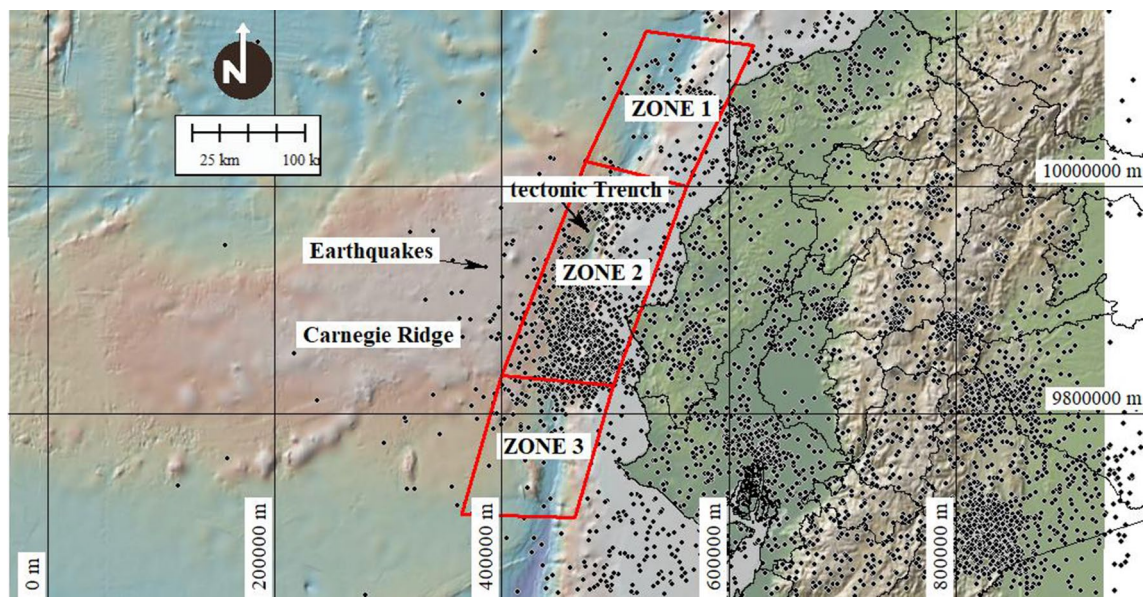 N
25 km 100 k
ZONE 1
10000000 m
tectonic Trench
Earthquakes
ZONE 2
Carnegie Ridge
9800000 m
ZONE 3
0 m
200000 m
400000 m
600000 m
800000 m